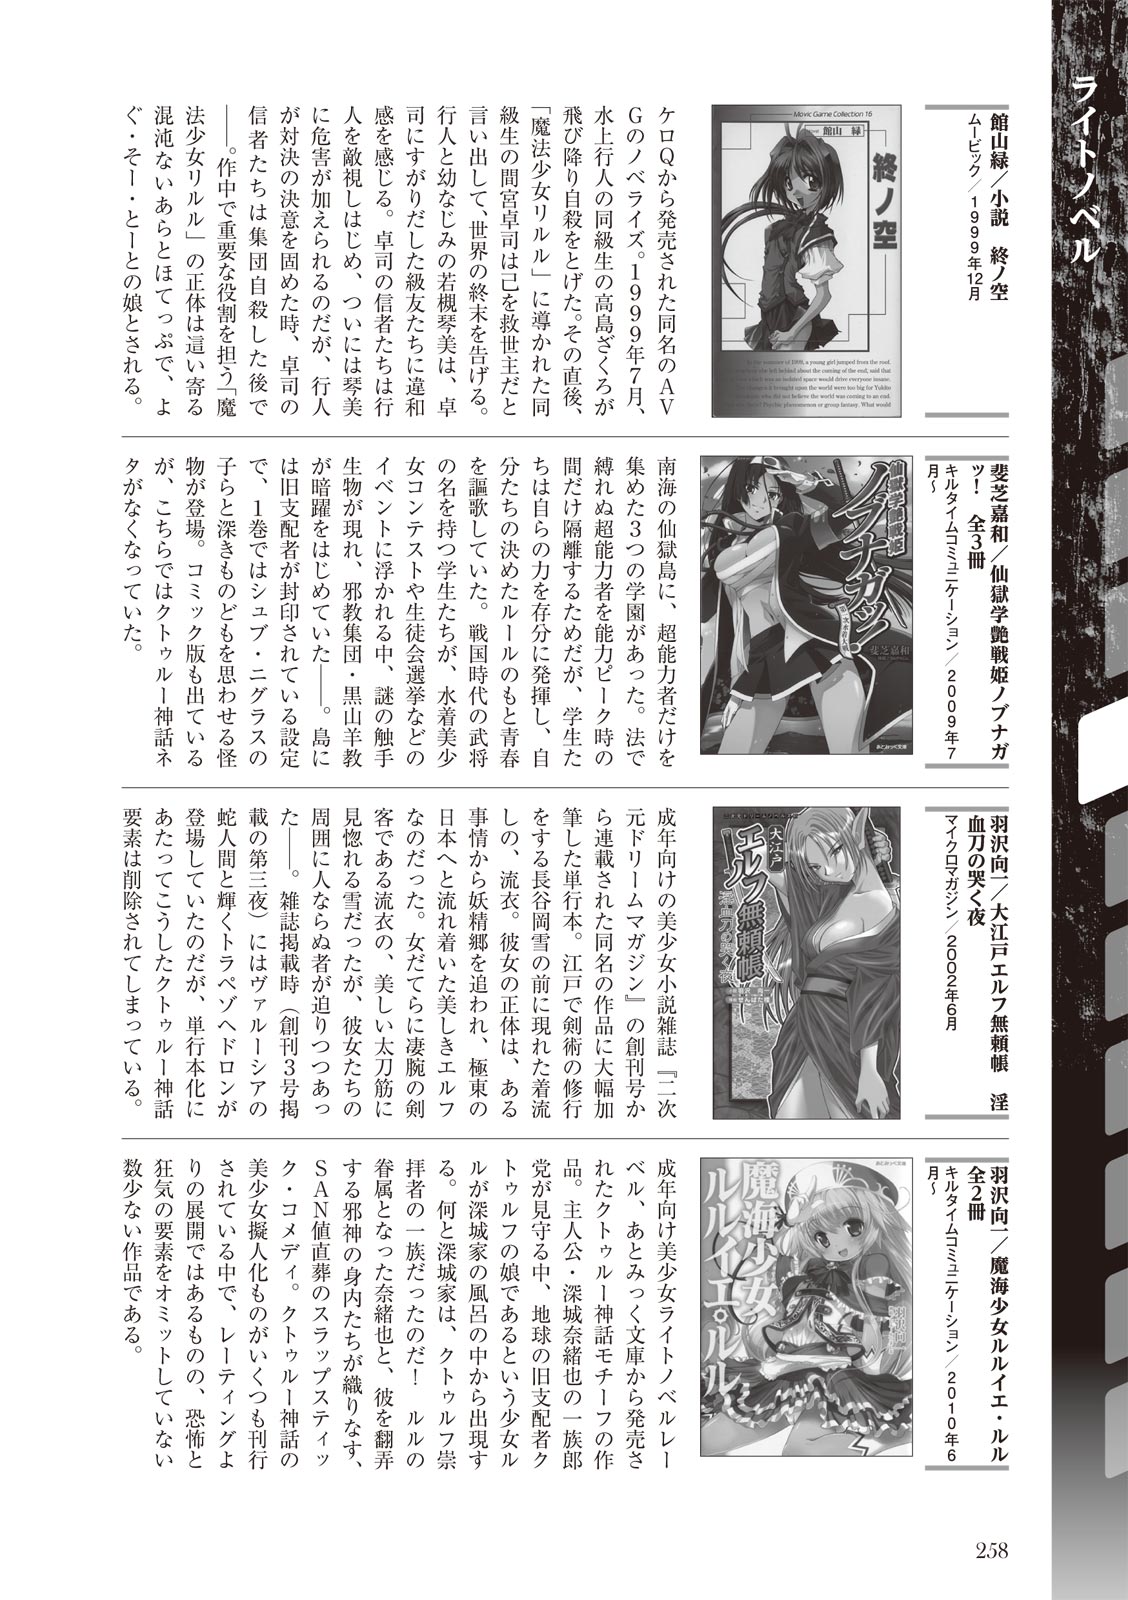 ライトノベル
館山緑／小説　終ノ空
ムービック／1999年12月
Movic Game Collection 16
館山 緑
終ノ空
In the summer of 1999, a young girl jumped from the roof.
ケロQから発売された同名のAV
Gのノベライズ。1999年7月、
水上行人の同級生の高島ざくろが
飛び降り自殺をとげた。その直後、
「魔法少女リルル」に導かれた同
級生の間宮卓司は己を救世主だと
言い出して、世界の終末を告げる。
行人と幼なじみの若槻琴美は、卓
司にすがりだした級友たちに違和
感を感じる。卓司の信者たちは行
人を敵視しはじめ、ついには琴美
に危害が加えられるのだが、行人
が対決の決意を固めた時、卓司の
信者たちは集団自殺した後で
――。作中で重要な役割を担う「魔
法少女リルル」の正体は這い寄る
混沌ないあらとほてっぷで、よ
ぐ・そー・とーとの娘とされる。
斐芝嘉和／仙獄学艶戦姫ノブナガ
ッ！　全3冊
キルタイムコミュニケーション／2009年7
月〜
仙獄学艶戦姫
ノブナガッ！
斐芝嘉和
あとみっく文庫
南海の仙獄島に、超能力者だけを
集めた3つの学園があった。法で
縛れぬ超能力者を能力ピーク時の
間だけ隔離するためだが、学生た
ちは自らの力を存分に発揮し、自
分たちの決めたルールのもと青春
を謳歌していた。戦国時代の武将
の名を持つ学生たちが、水着美少
女コンテストや生徒会選挙などの
イベントに浮かれる中、謎の触手
生物が現れ、邪教集団・黒山羊教
が暗躍をはじめていた――。島に
は旧支配者が封印されている設定
で、1巻ではシュブ・ニグラスの
子らと深きものどもを思わせる怪
物が登場。コミック版も出ている
が、こちらではクトゥルー神話ネ
タがなくなっていた。
羽沢向一／大江戸エルフ無頼帳　淫
血刀の哭く夜
マイクロマガジン／2002年6月
大江戸
エルフ無頼帳
淫血刀の哭く夜
成年向けの美少女小説雑誌『二次
元ドリームマガジン』の創刊号か
ら連載された同名の作品に大幅加
筆した単行本。江戸で剣術の修行
をする長谷岡雪の前に現れた着流
しの、流衣。彼女の正体は、ある
事情から妖精郷を追われ、極東の
日本へと流れ着いた美しきエルフ
なのだった。女だてらに凄腕の剣
客である流衣の、美しい太刀筋に
見惚れる雪だったが、彼女たちの
周囲に人ならぬ者が迫りつつあっ
た――。雑誌掲載時（創刊3号掲
載の第三夜）にはヴァルーシアの
蛇人間と輝くトラペゾヘドロンが
登場していたのだが、単行本化に
あたってこうしたクトゥルー神話
要素は削除されてしまっている。
羽沢向一／魔海少女ルルイエ・ルル
全2冊
キルタイムコミュニケーション／2010年6
月〜
あとみっく文庫
魔海少女
ルルイエ・ルル
羽沢向一
成年向け美少女ライトノベルレー
ベル、あとみっく文庫から発売さ
れたクトゥルー神話モチーフの作
品。主人公・深城奈緒也の一族郎
党が見守る中、地球の旧支配者ク
トゥルフの娘であるという少女ル
ルが深城家の風呂の中から出現す
る。何と深城家は、クトゥルフ崇
拝者の一族だったのだ！　ルルの
眷属となった奈緒也と、彼を翻弄
する邪神の身内たちが織りなす、
SAN値直葬のスラップスティッ
ク・コメディ。クトゥルー神話の
美少女擬人化ものがいくつも刊行
されている中で、レーティングよ
りの展開ではあるものの、恐怖と
狂気の要素をオミットしていない
数少ない作品である。
258